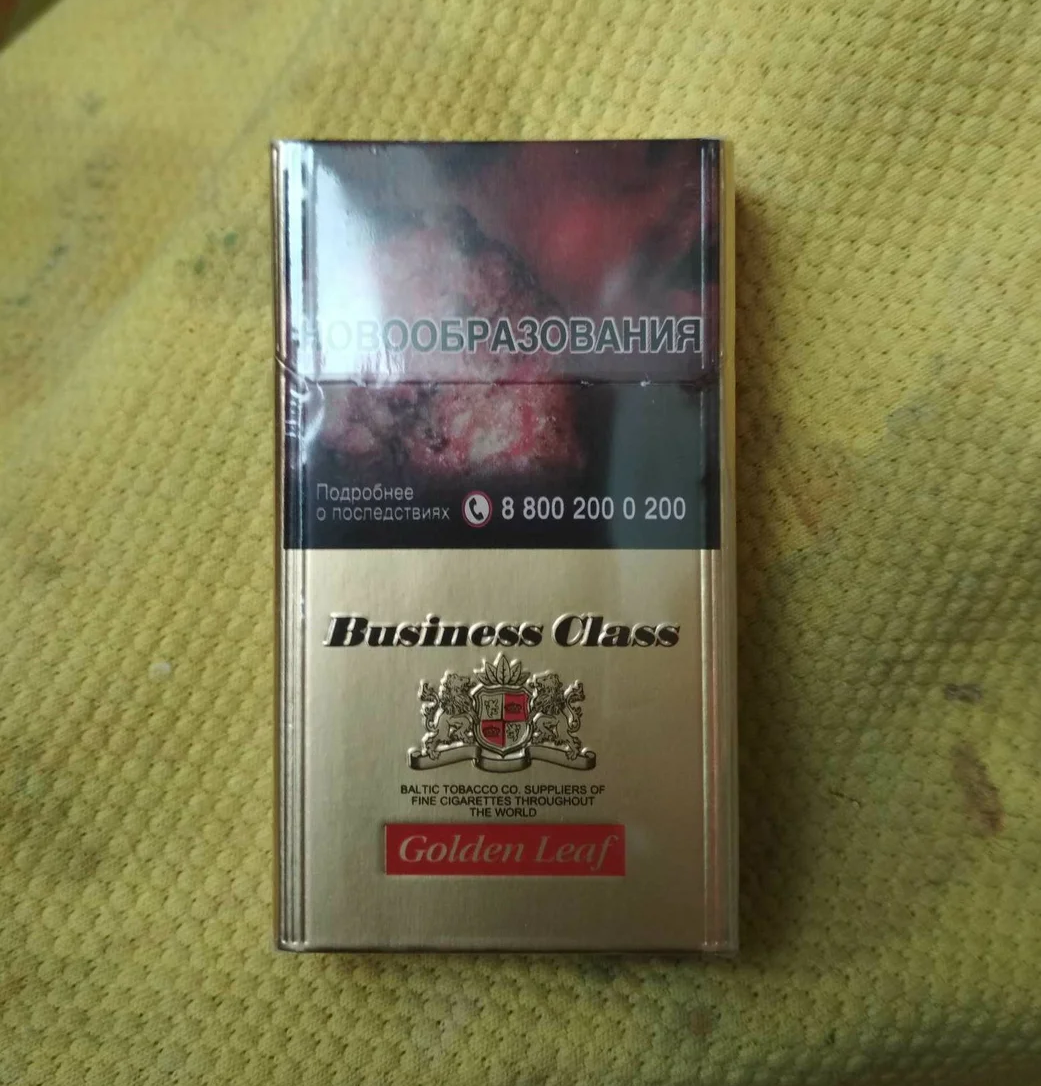 НОВООБРАЗОВАНИЯ
Подробнее
о последствиях 8 800 200 0 200
Business Class
BALTIC TOBACCO CO. SUPPLIERS OF
FINE CIGARETTES THROUGHOUT
THE WORLD
Golden Leaf